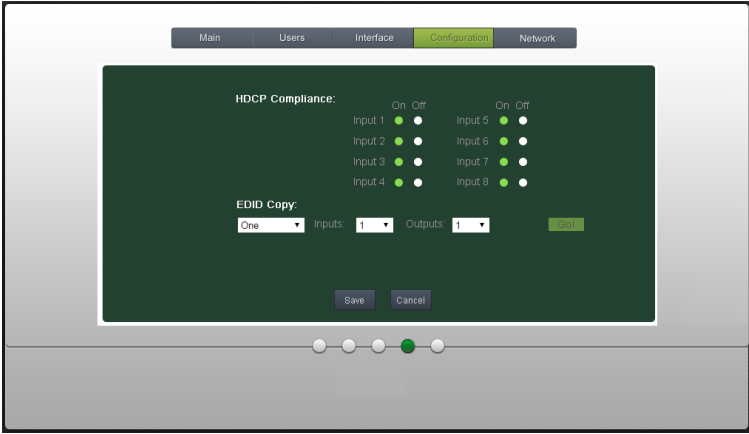 Main Users Interface Configuration Network
HDCP Compliance:
On Off On Off
Input 1 Input 5
Input 2 Input 6
Input 3 Input 7
Input 4 Input 8
EDID Copy:
One Inputs: 1 Outputs: 1 Go!
Save Cancel